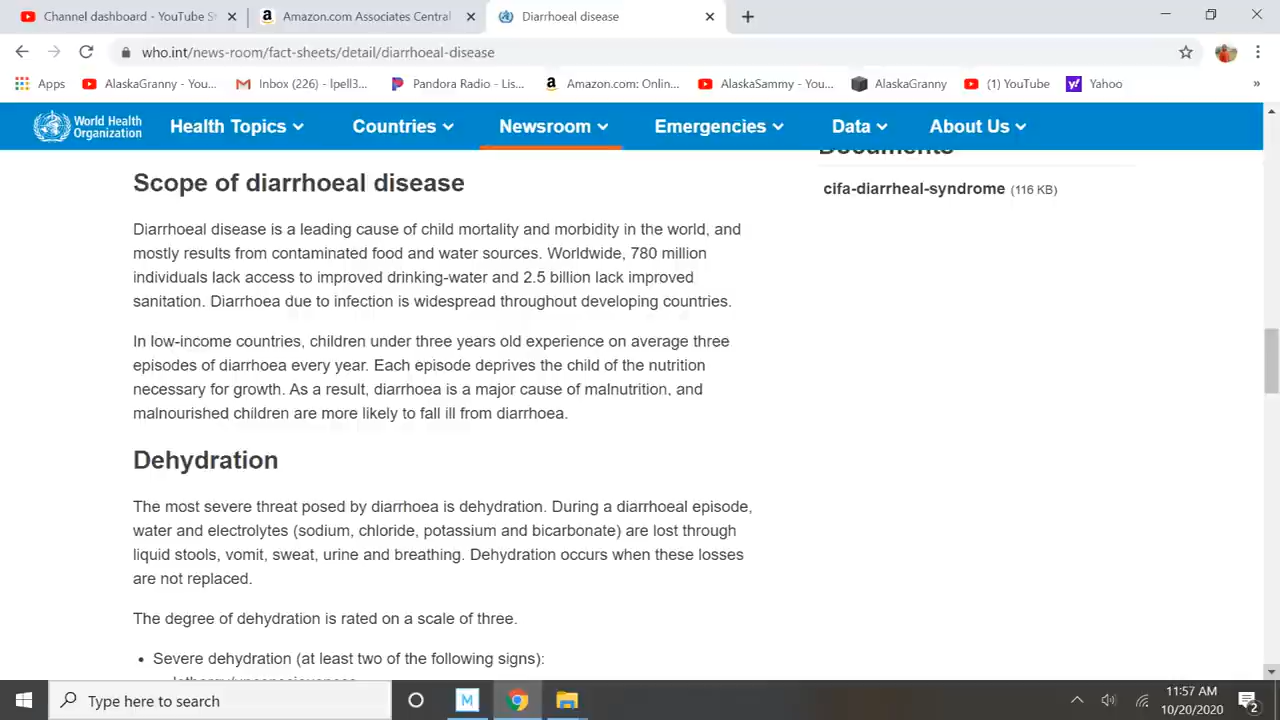 Channel dashboard - YouTube S
Amazon.com Associates Central
Diarrhoeal disease
who.int/news-room/fact-sheets/detail/diarrhoeal-disease
Apps
AlaskaGranny - You...
Inbox (226) - lpell3...
Pandora Radio - Lis...
Amazon.com: Onlin...
AlaskaSammy - You...
AlaskaGranny
(1) YouTube
Yahoo
World Health
Organization
Health Topics
Countries
Newsroom
Emergencies
Data
About Us
Documents
cifa-diarrheal-syndrome (116 KB)
Scope of diarrhoeal disease
Diarrhoeal disease is a leading cause of child mortality and morbidity in the world, and
mostly results from contaminated food and water sources. Worldwide, 780 million
individuals lack access to improved drinking-water and 2.5 billion lack improved
sanitation. Diarrhoea due to infection is widespread throughout developing countries.
In low-income countries, children under three years old experience on average three
episodes of diarrhoea every year. Each episode deprives the child of the nutrition
necessary for growth. As a result, diarrhoea is a major cause of malnutrition, and
malnourished children are more likely to fall ill from diarrhoea.
Dehydration
The most severe threat posed by diarrhoea is dehydration. During a diarrhoeal episode,
water and electrolytes (sodium, chloride, potassium and bicarbonate) are lost through
liquid stools, vomit, sweat, urine and breathing. Dehydration occurs when these losses
are not replaced.
The degree of dehydration is rated on a scale of three.
• Severe dehydration (at least two of the following signs):
lethargy/unconsciousness
Type here to search
M
11:57 AM
10/20/2020
2